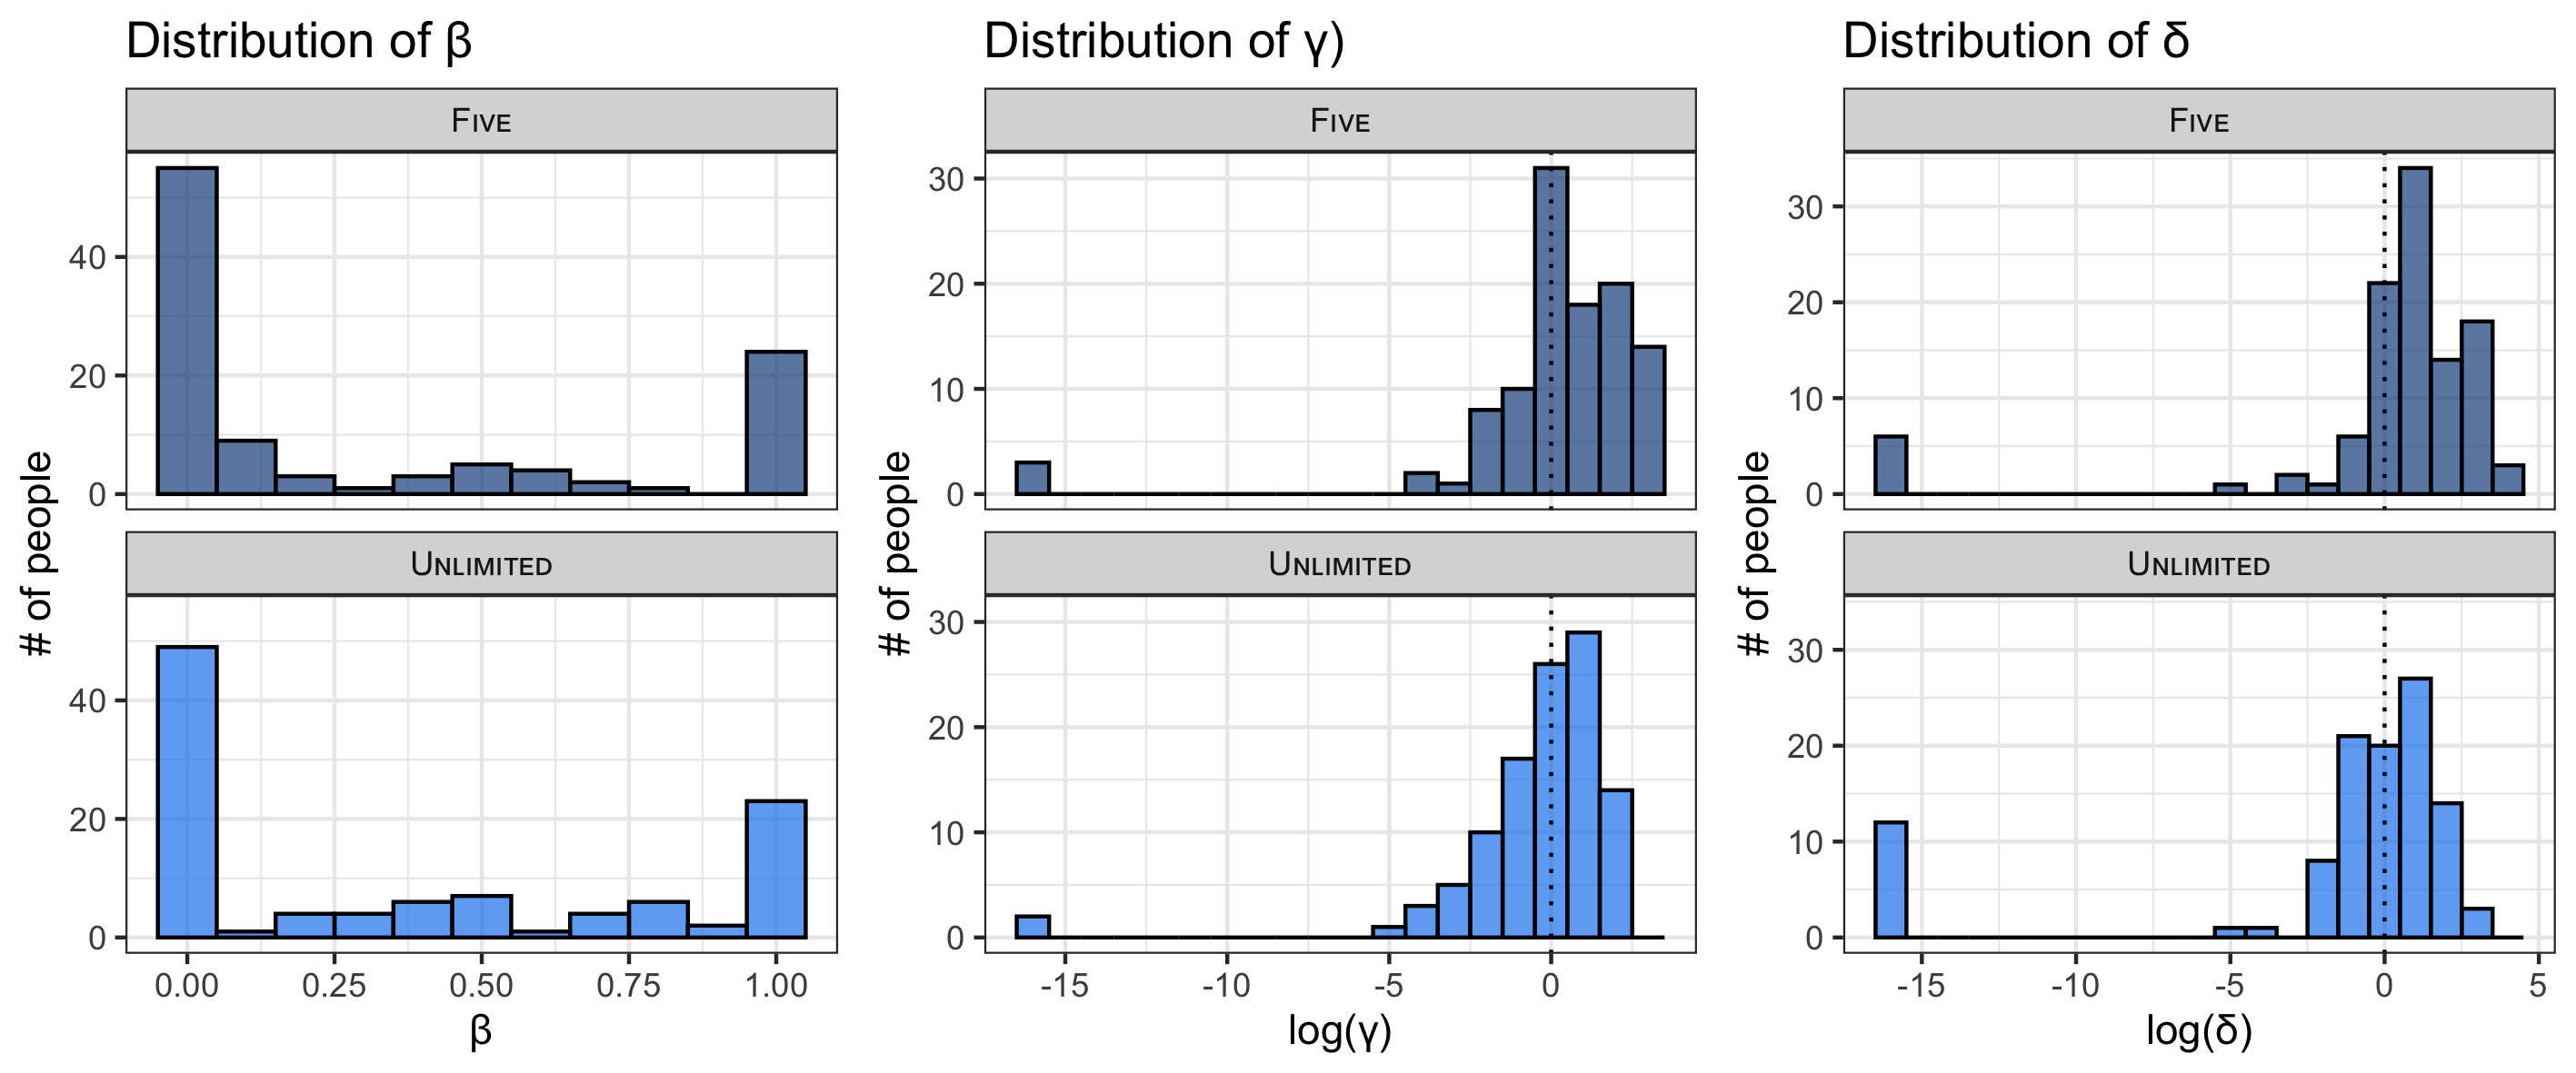 Distribution of β
Five
# of people
40
20
0
Unlimited
40
20
0
0.00 0.25 0.50 0.75 1.00
β
Distribution of γ)
Five
# of people
30
20
10
0
Unlimited
30
20
10
0
-15 -10 -5 0
log(γ)
Distribution of δ
Five
# of people
30
20
10
0
Unlimited
30
20
10
0
-15 -10 -5 0 5
log(δ)